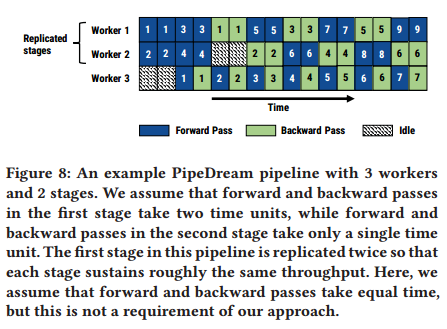 Replicated stages
Worker 1 1 1 3 3 1 1 5 5 3 3 7 7 5 5 9 9
Worker 2 2 2 4 4 2 2 6 6 4 4 8 8 6 6
Worker 3 1 1 2 2 3 3 4 4 5 5 6 6 7 7
Time
Forward Pass Backward Pass Idle
Figure 8: An example PipeDream pipeline with 3 workers
and 2 stages. We assume that forward and backward passes
in the first stage take two time units, while forward and
backward passes in the second stage take only a single time
unit. The first stage in this pipeline is replicated twice so that
each stage sustains roughly the same throughput. Here, we
assume that forward and backward passes take equal time,
but this is not a requirement of our approach.